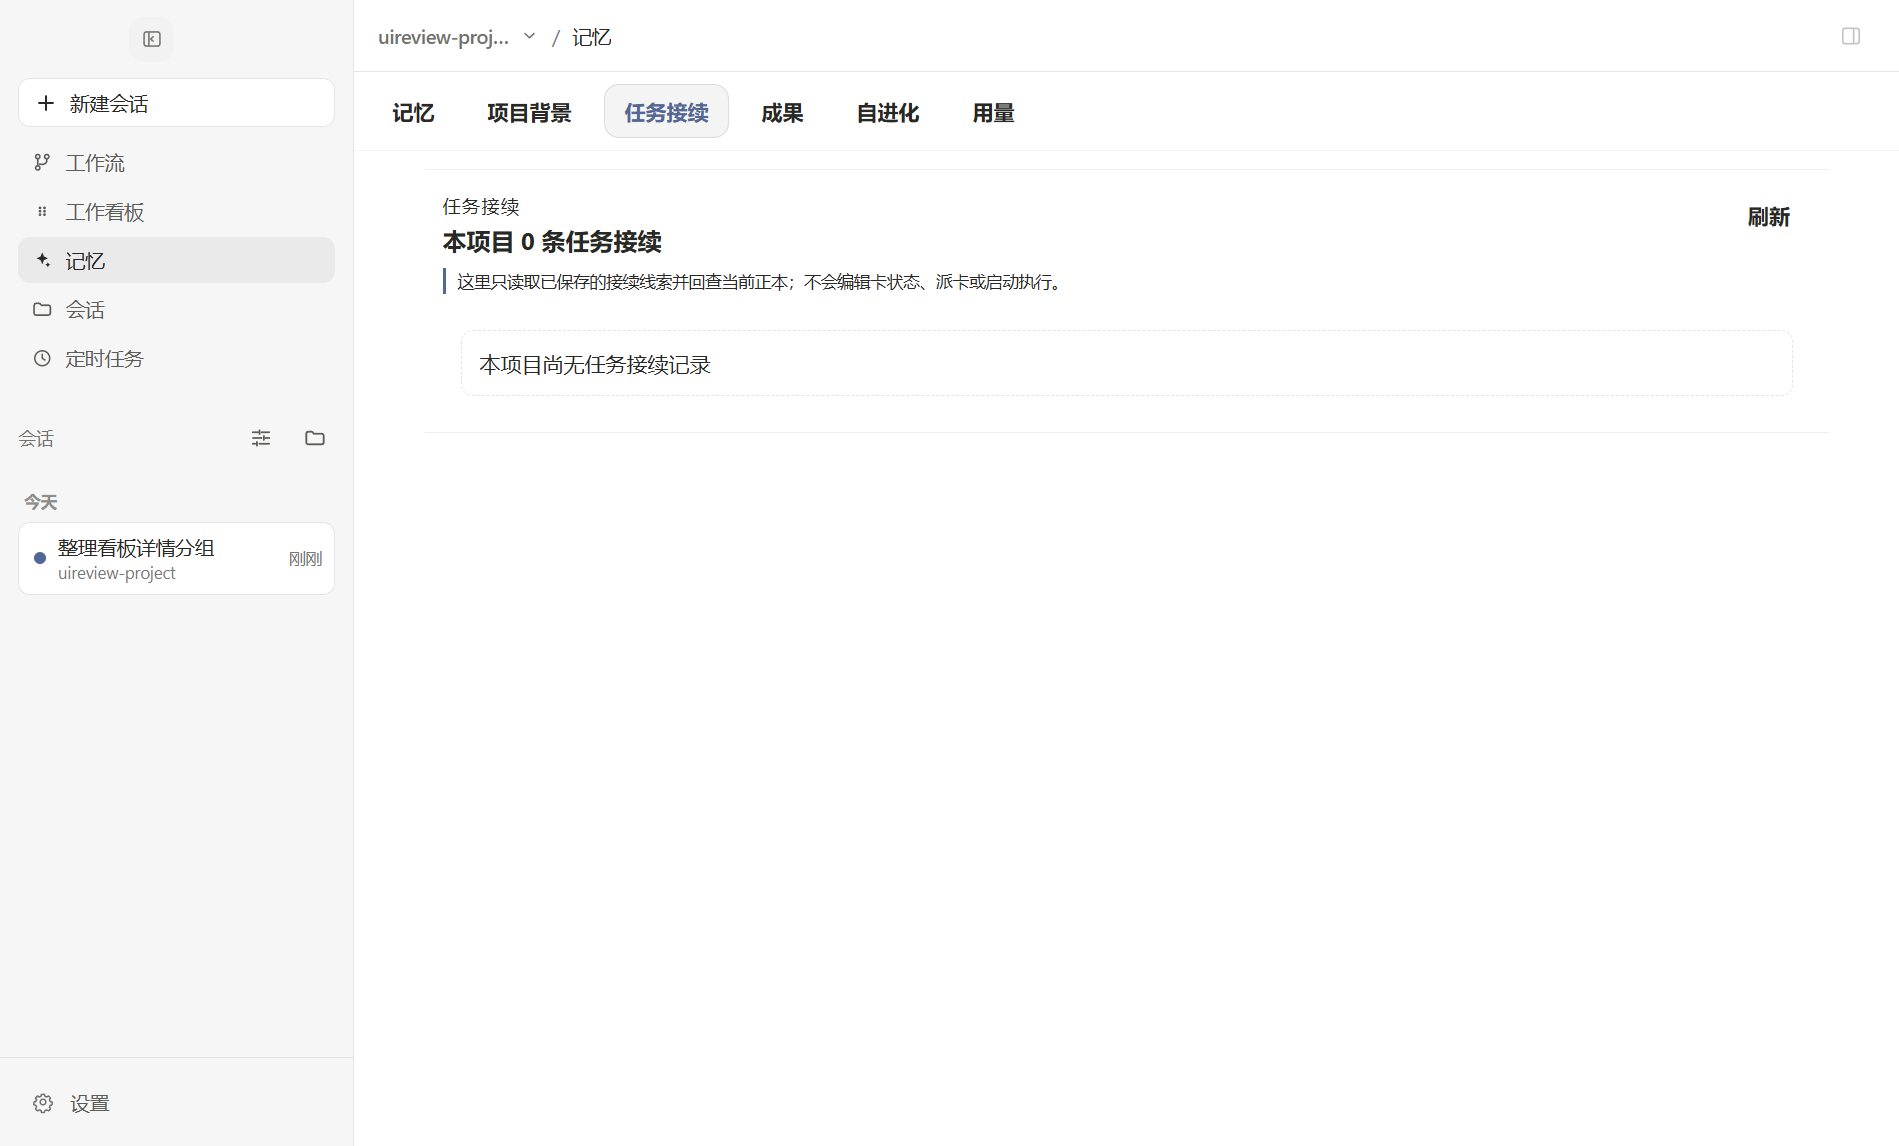 新建会话
工作流
工作看板
记忆
会话
定时任务
会话
今天
整理看板详情分组
uireview-project
刚刚
设置
uireview-proj... / 记忆
记忆 项目背景 任务接续 成果 自进化 用量
任务接续
本项目 0 条任务接续
这里只读取已保存的接续线索并回查当前正本；不会编辑卡状态、派卡或启动执行。
刷新
本项目尚无任务接续记录